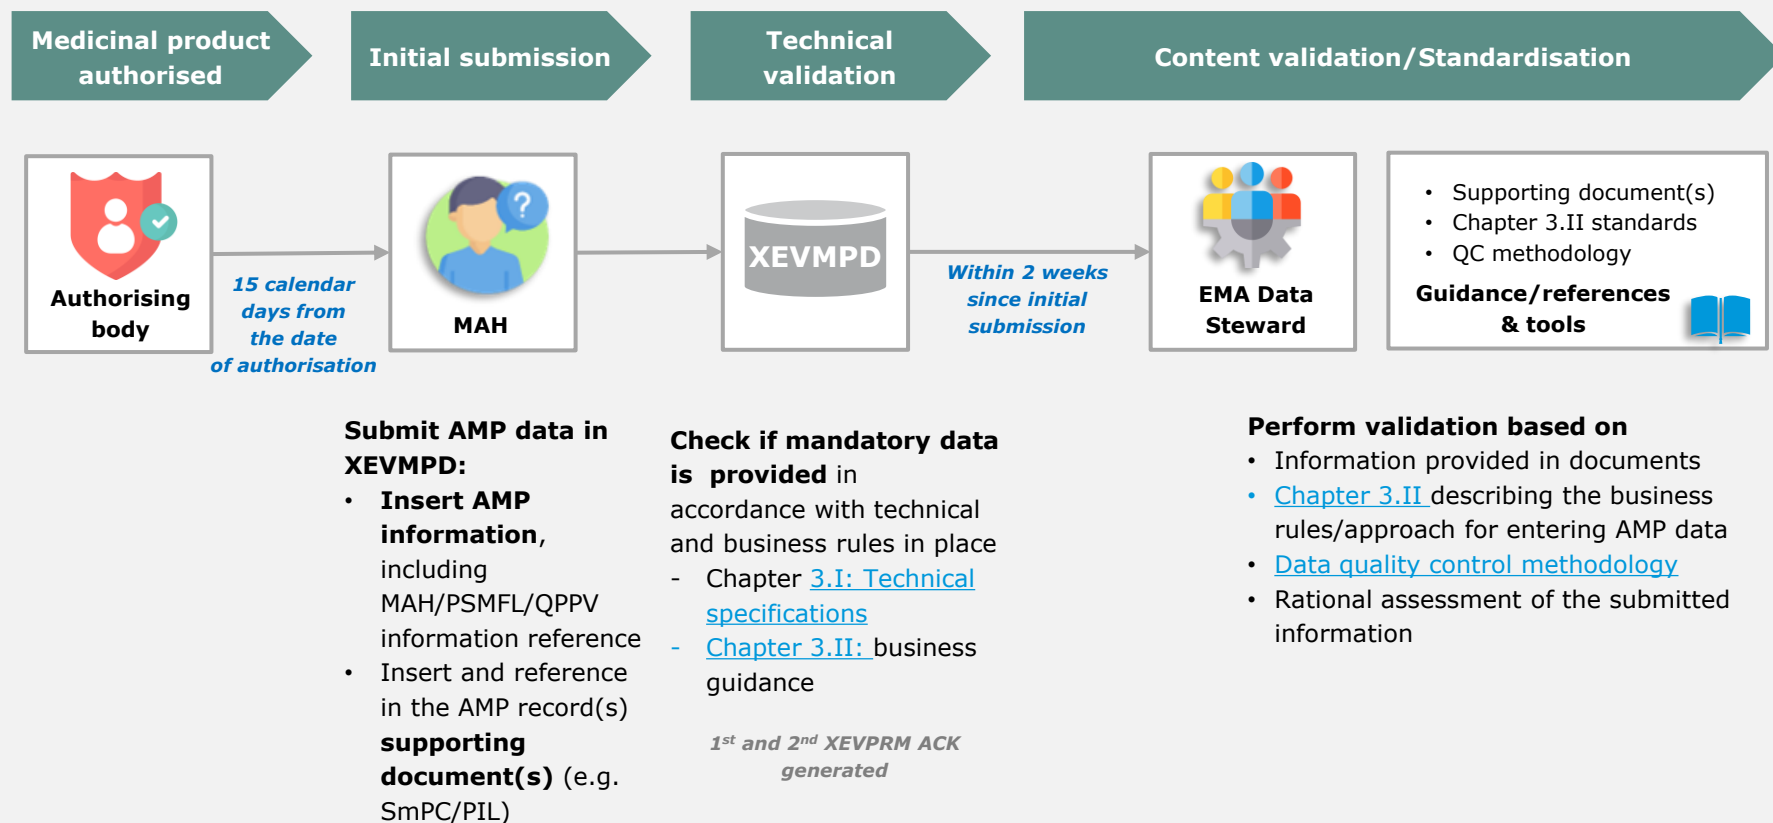 Medicinal product
authorised
Initial submission
Technical
validation
Content validation/Standardisation
Authorising
body
15 calendar
days from
the date
of authorisation
?
MAH
XEVMPD
Within 2 weeks
since initial
submission
EMA Data
Steward
• Supporting document(s)
• Chapter 3.II standards
• QC methodology
Guidance/references
& tools
Submit AMP data in
XEVMPD:
• Insert AMP
information,
including
MAH/PSMFL/QPPV
information reference
• Insert and reference
in the AMP record(s)
supporting
document(s) (e.g.
SmPC/PIL)
Check if mandatory data
is provided in
accordance with technical
and business rules in place
- Chapter 3.I: Technical
specifications
- Chapter 3.II: business
guidance
1st and 2nd XEVPRM ACK
generated
Perform validation based on
• Information provided in documents
• Chapter 3.II describing the business
rules/approach for entering AMP data
• Data quality control methodology
• Rational assessment of the submitted
information